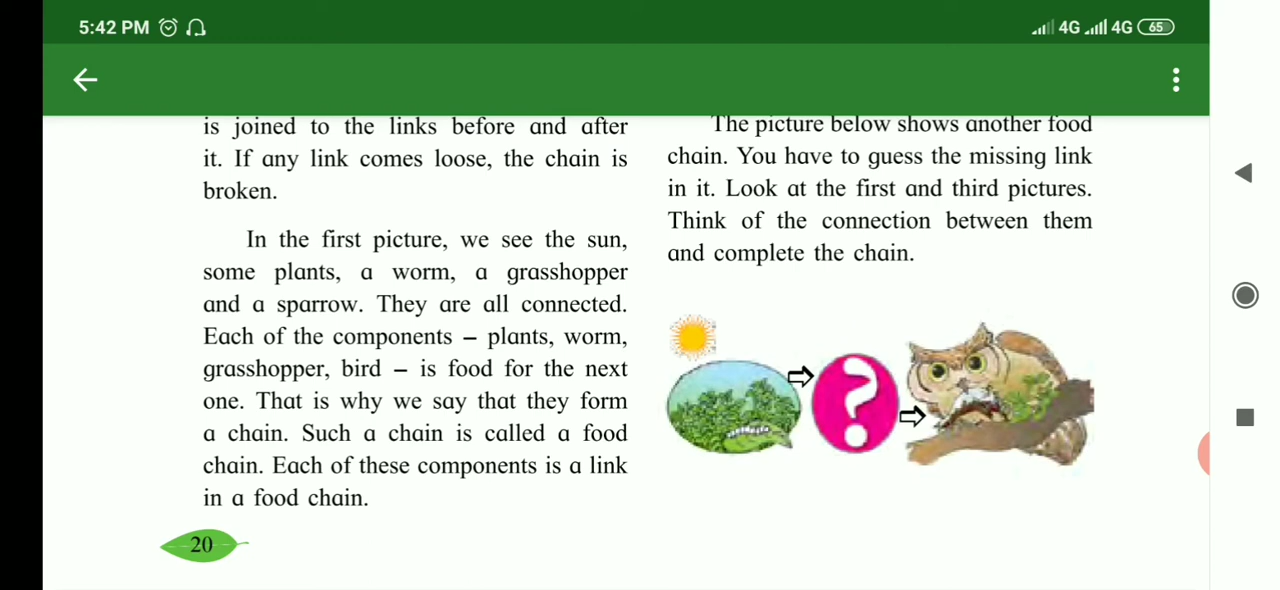 5:42 PM 4G 4G 65
is joined to the links before and after
it. If any link comes loose, the chain is
broken.
In the first picture, we see the sun,
some plants, a worm, a grasshopper
and a sparrow. They are all connected.
Each of the components – plants, worm,
grasshopper, bird – is food for the next
one. That is why we say that they form
a chain. Such a chain is called a food
chain. Each of these components is a link
in a food chain.
20
The picture below shows another food
chain. You have to guess the missing link
in it. Look at the first and third pictures.
Think of the connection between them
and complete the chain.
?